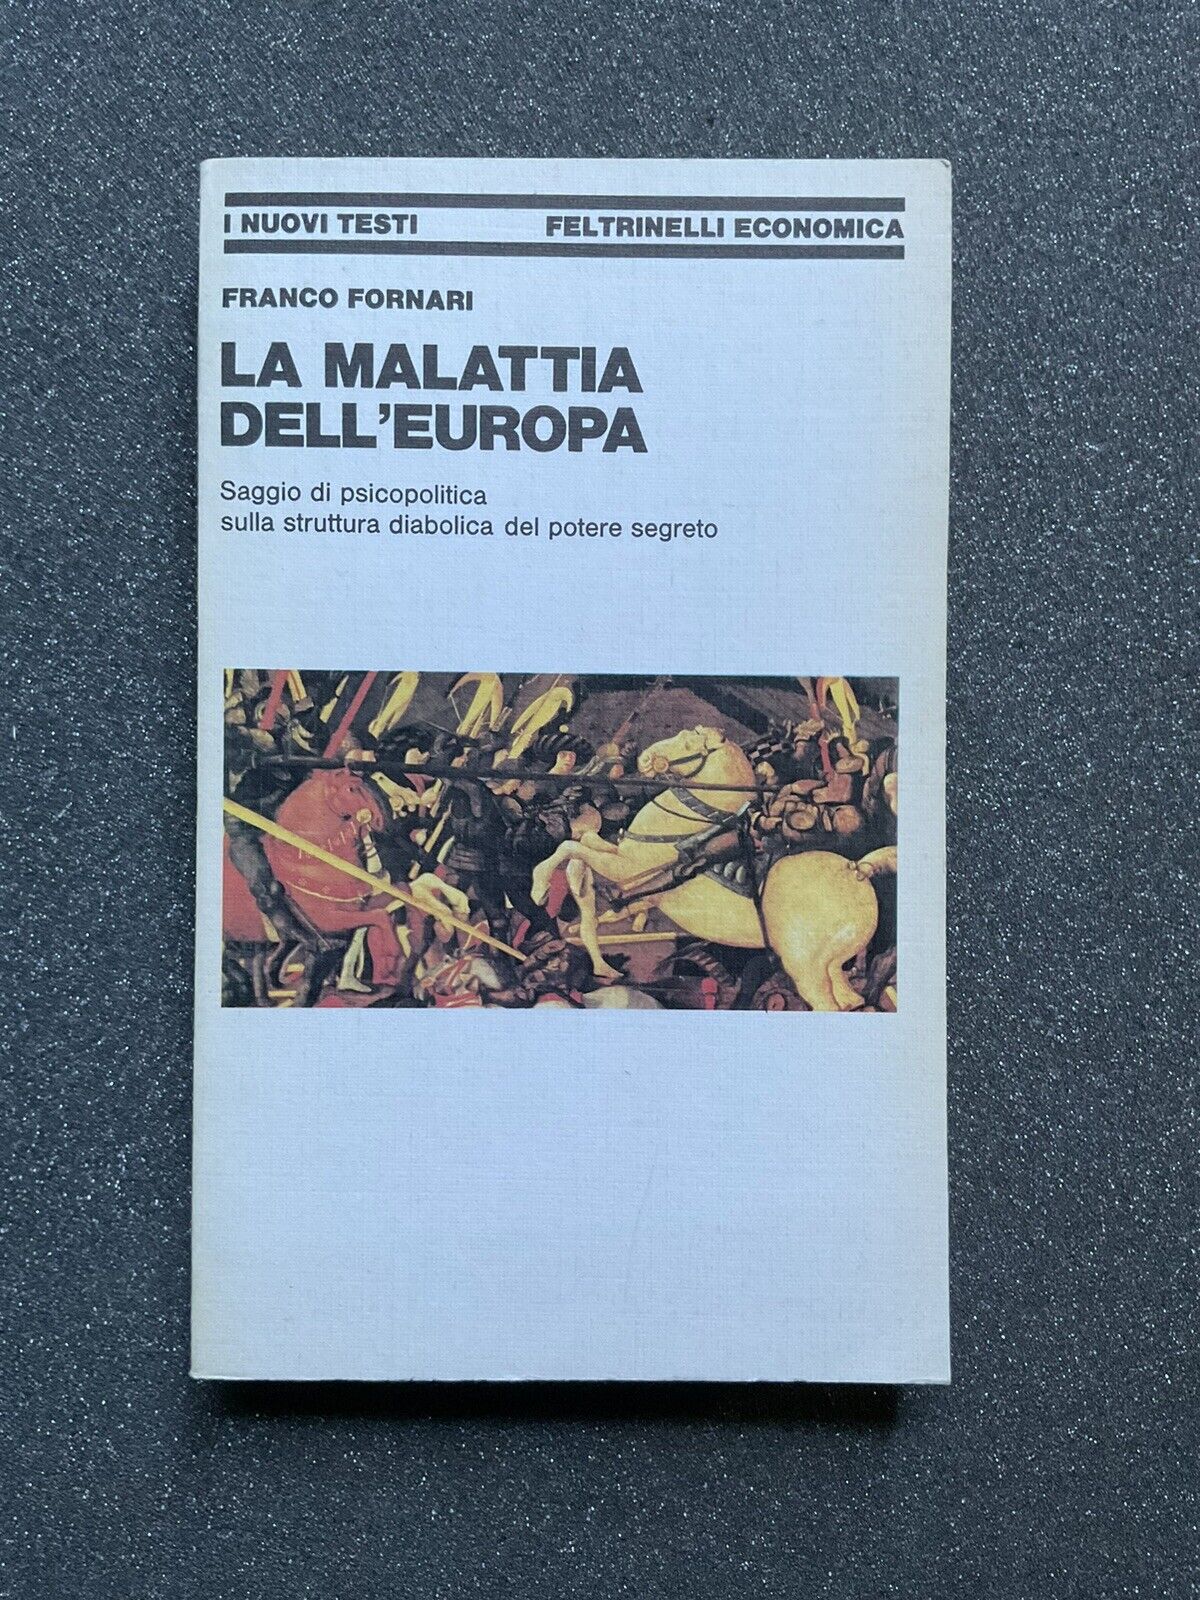 I NUOVI TESTI FELTRINELLI ECONOMICA
FRANCO FORNARI
LA MALATTIA
DELL'EUROPA
Saggio di psicopolitica
sulla struttura diabolica del potere segreto